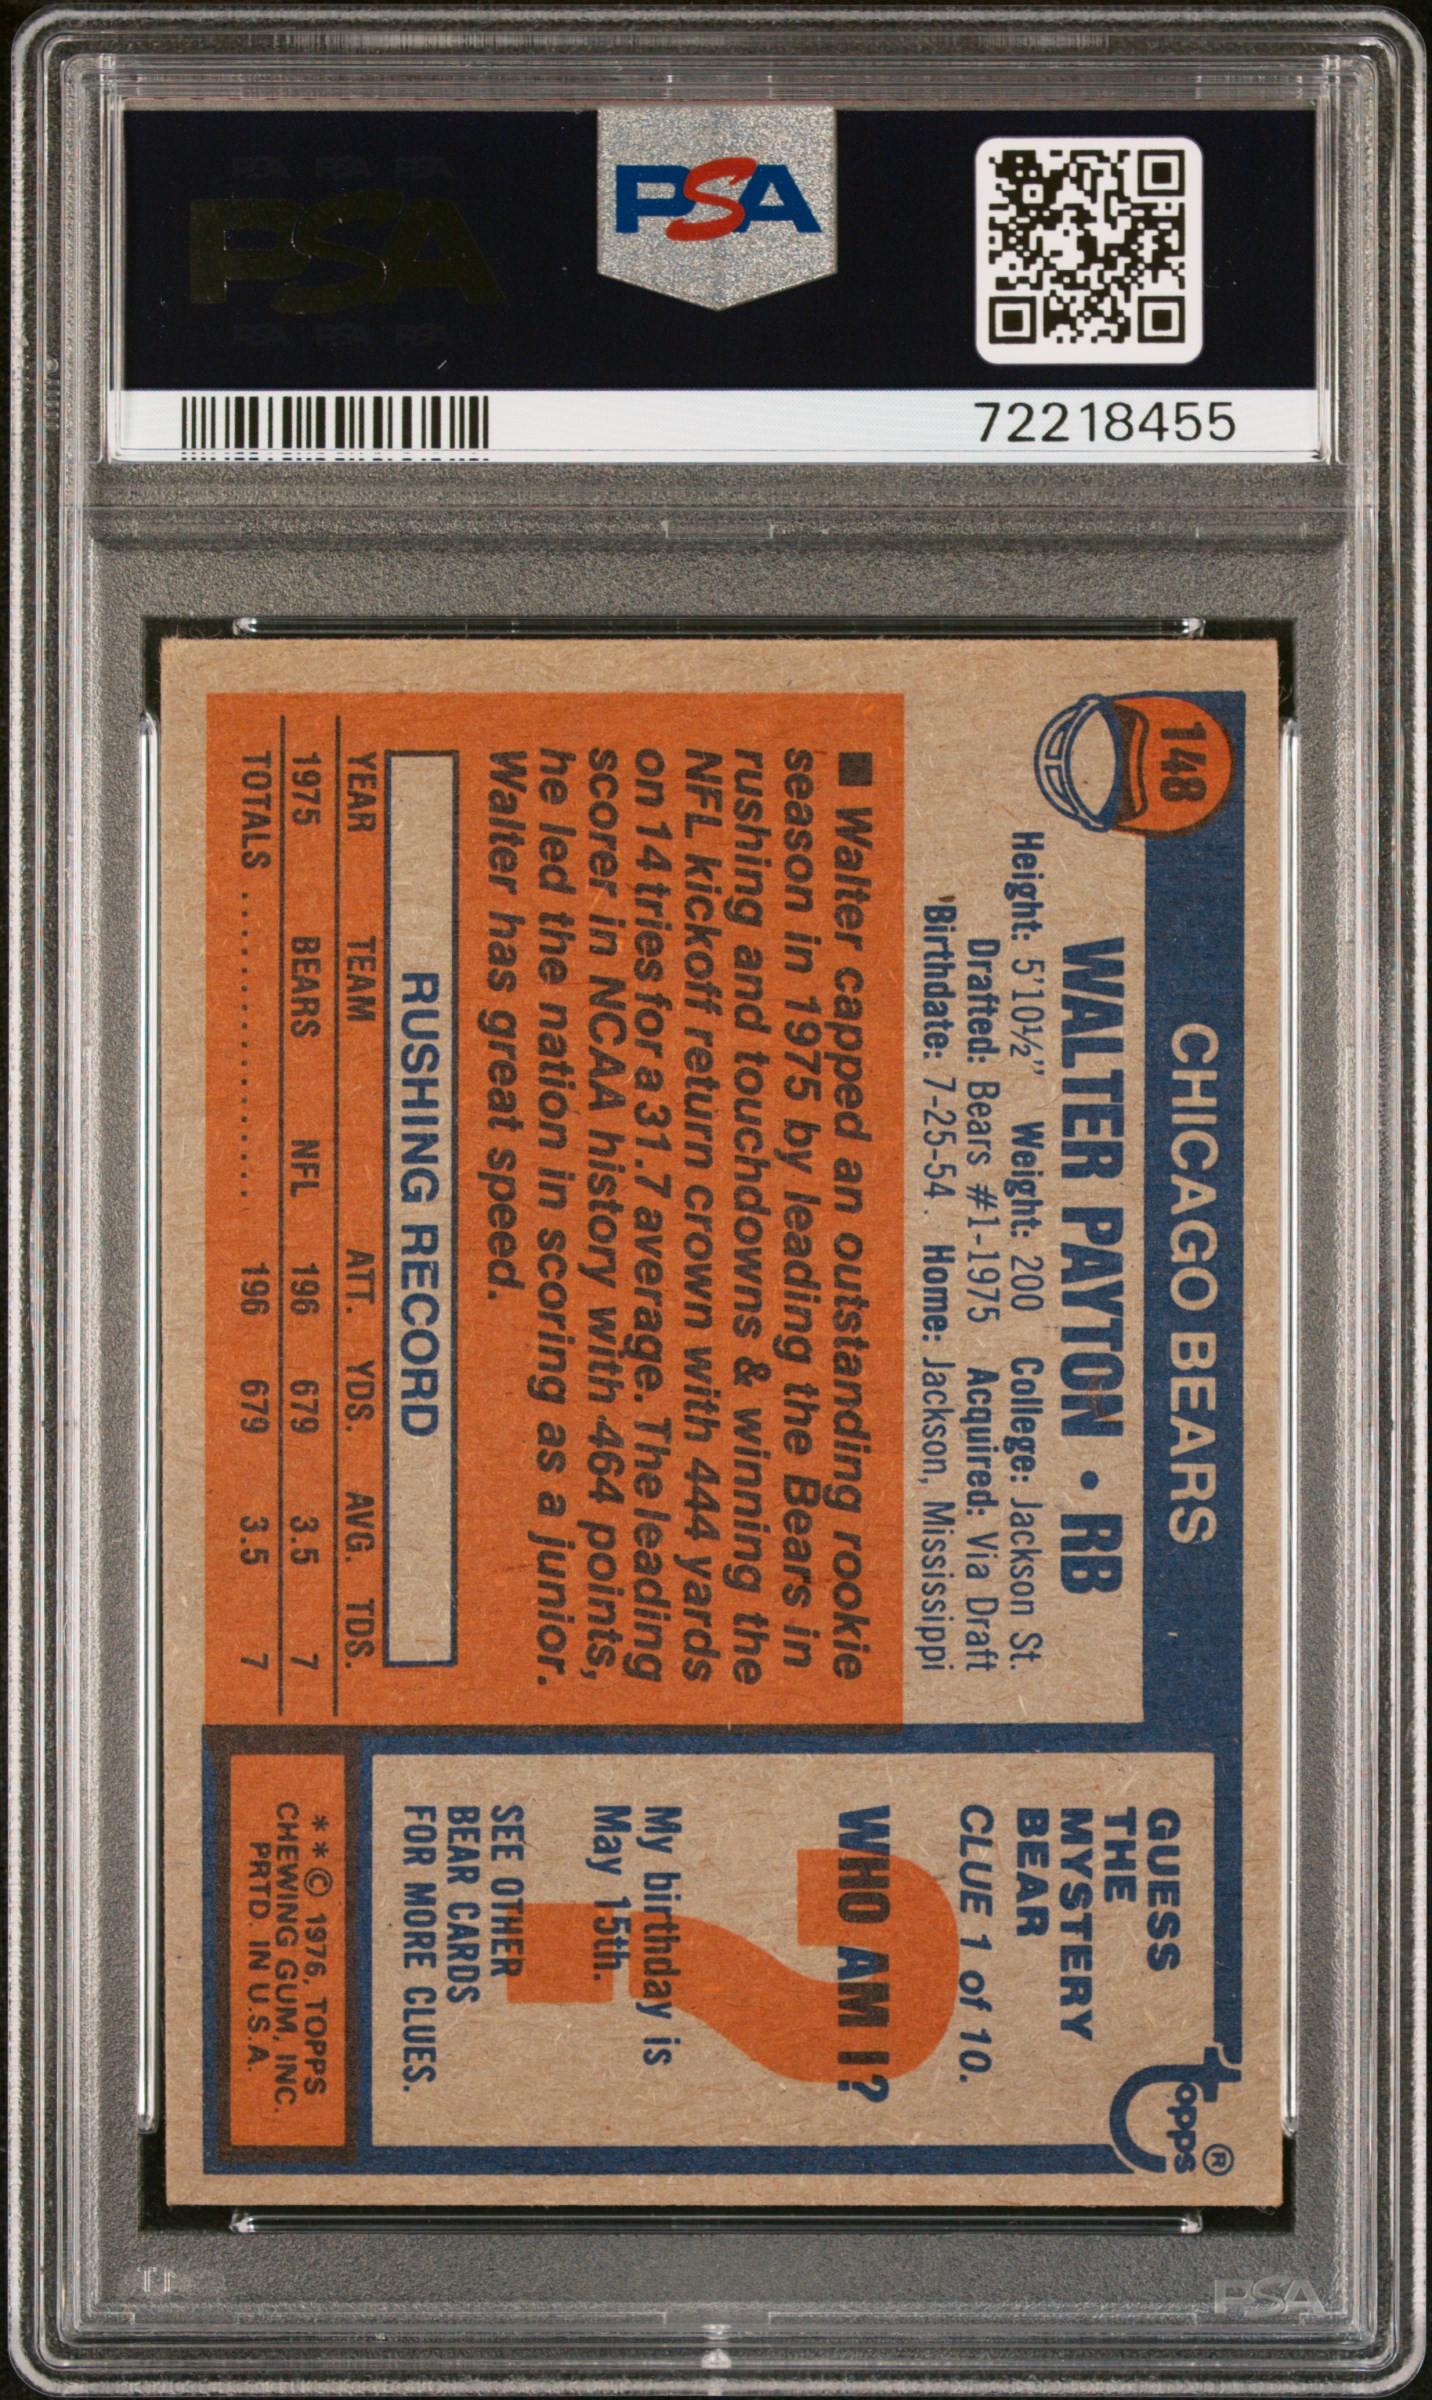 PSA PSA PSA
PSA
PSA PSA PSA
PSA
72218455
148
CHICAGO BEARS
WALTER PAYTON • RB
Height: 5'10½" Weight: 200 College: Jackson St.
Drafted: Bears #1-1975 Acquired: Via Draft
Birthdate: 7-25-54. Home: Jackson, Mississippi
■ Walter capped an outstanding rookie
season in 1975 by leading the Bears in
rushing and touchdowns & winning the
NFL kickoff return crown with 444 yards
on 14 tries for a 31.7 average. The leading
scorer in NCAA history with 464 points,
he led the nation in scoring as a junior.
Walter has great speed.
RUSHING RECORD
YEAR TEAM ATT. YDS. AVG. TDS.
1975 BEARS NFL 196 679 3.5 7
TOTALS .................... 196 679 3.5 7
topps®
GUESS
THE
MYSTERY
BEAR
CLUE 1 of 10.
WHO AM I?
My birthday is
May 15th.
SEE OTHER
BEAR CARDS
FOR MORE CLUES.
**© 1976, TOPPS
CHEWING GUM, INC.
PRTD. IN U.S.A.
PSA